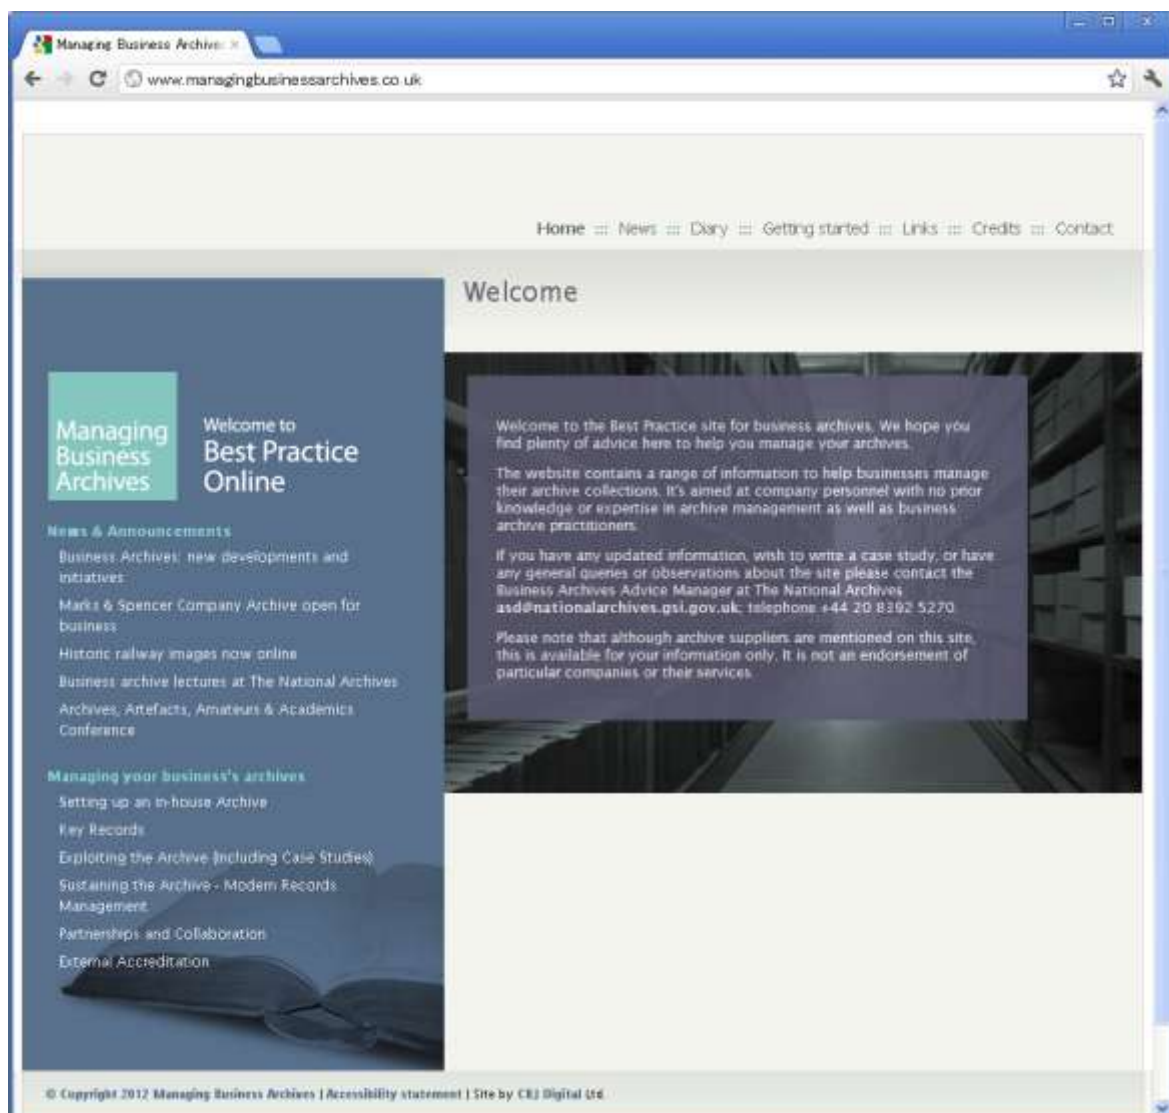 Managing Business Archive
www.managingbusinessarchives.co.uk
Home ::: News ::: Diary ::: Getting started ::: Links ::: Credits ::: Contact
Welcome
Managing
Business
Archives
Welcome to
Best Practice
Online
News & Announcements
Business Archives: new developments and
initiatives
Marks & Spencer Company Archive open for
business
Historic railway images now online
Business archive lectures at The National Archives
Archives, Artefacts, Amateurs & Academics
Conference
Managing your business's archives
Setting up an in-house Archive
Key Records
Exploiting the Archive (including Case Studies)
Sustaining the Archive - Modern Records
Management
Partnerships and Collaboration
External Accreditation
Welcome to the Best Practice site for business archives. We hope you
find plenty of advice here to help you manage your archives.
The website contains a range of information to help businesses manage
their archive collections. It's aimed at company personnel with no prior
knowledge or expertise in archive management as well as business
archive practitioners.
If you have any updated information, wish to write a case study, or have
any general queries or observations about the site please contact the
Business Archives Advice Manager at The National Archives
asd@nationalarchives.gsi.gov.uk; telephone +44 20 8392 5270.
Please note that although archive suppliers are mentioned on this site,
this is available for your information only. It is not an endorsement of
particular companies or their services.
© Copyright 2012 Managing Business Archives | Accessibility statement | Site by Digital Ltd